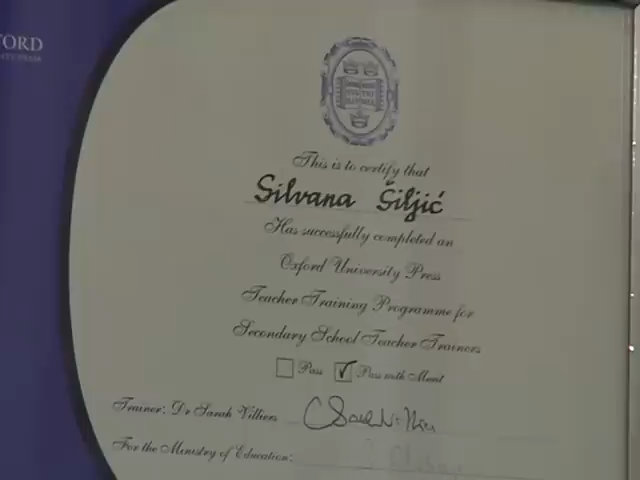 This is to certify that
Silvana Šiljić
Has successfully completed an
Oxford University Press
Teacher Training Programme for
Secondary School Teacher Trainers
Pass ✓ Pass with Merit
Trainer: Dr Sarah Villiers
For the Ministry of Education: